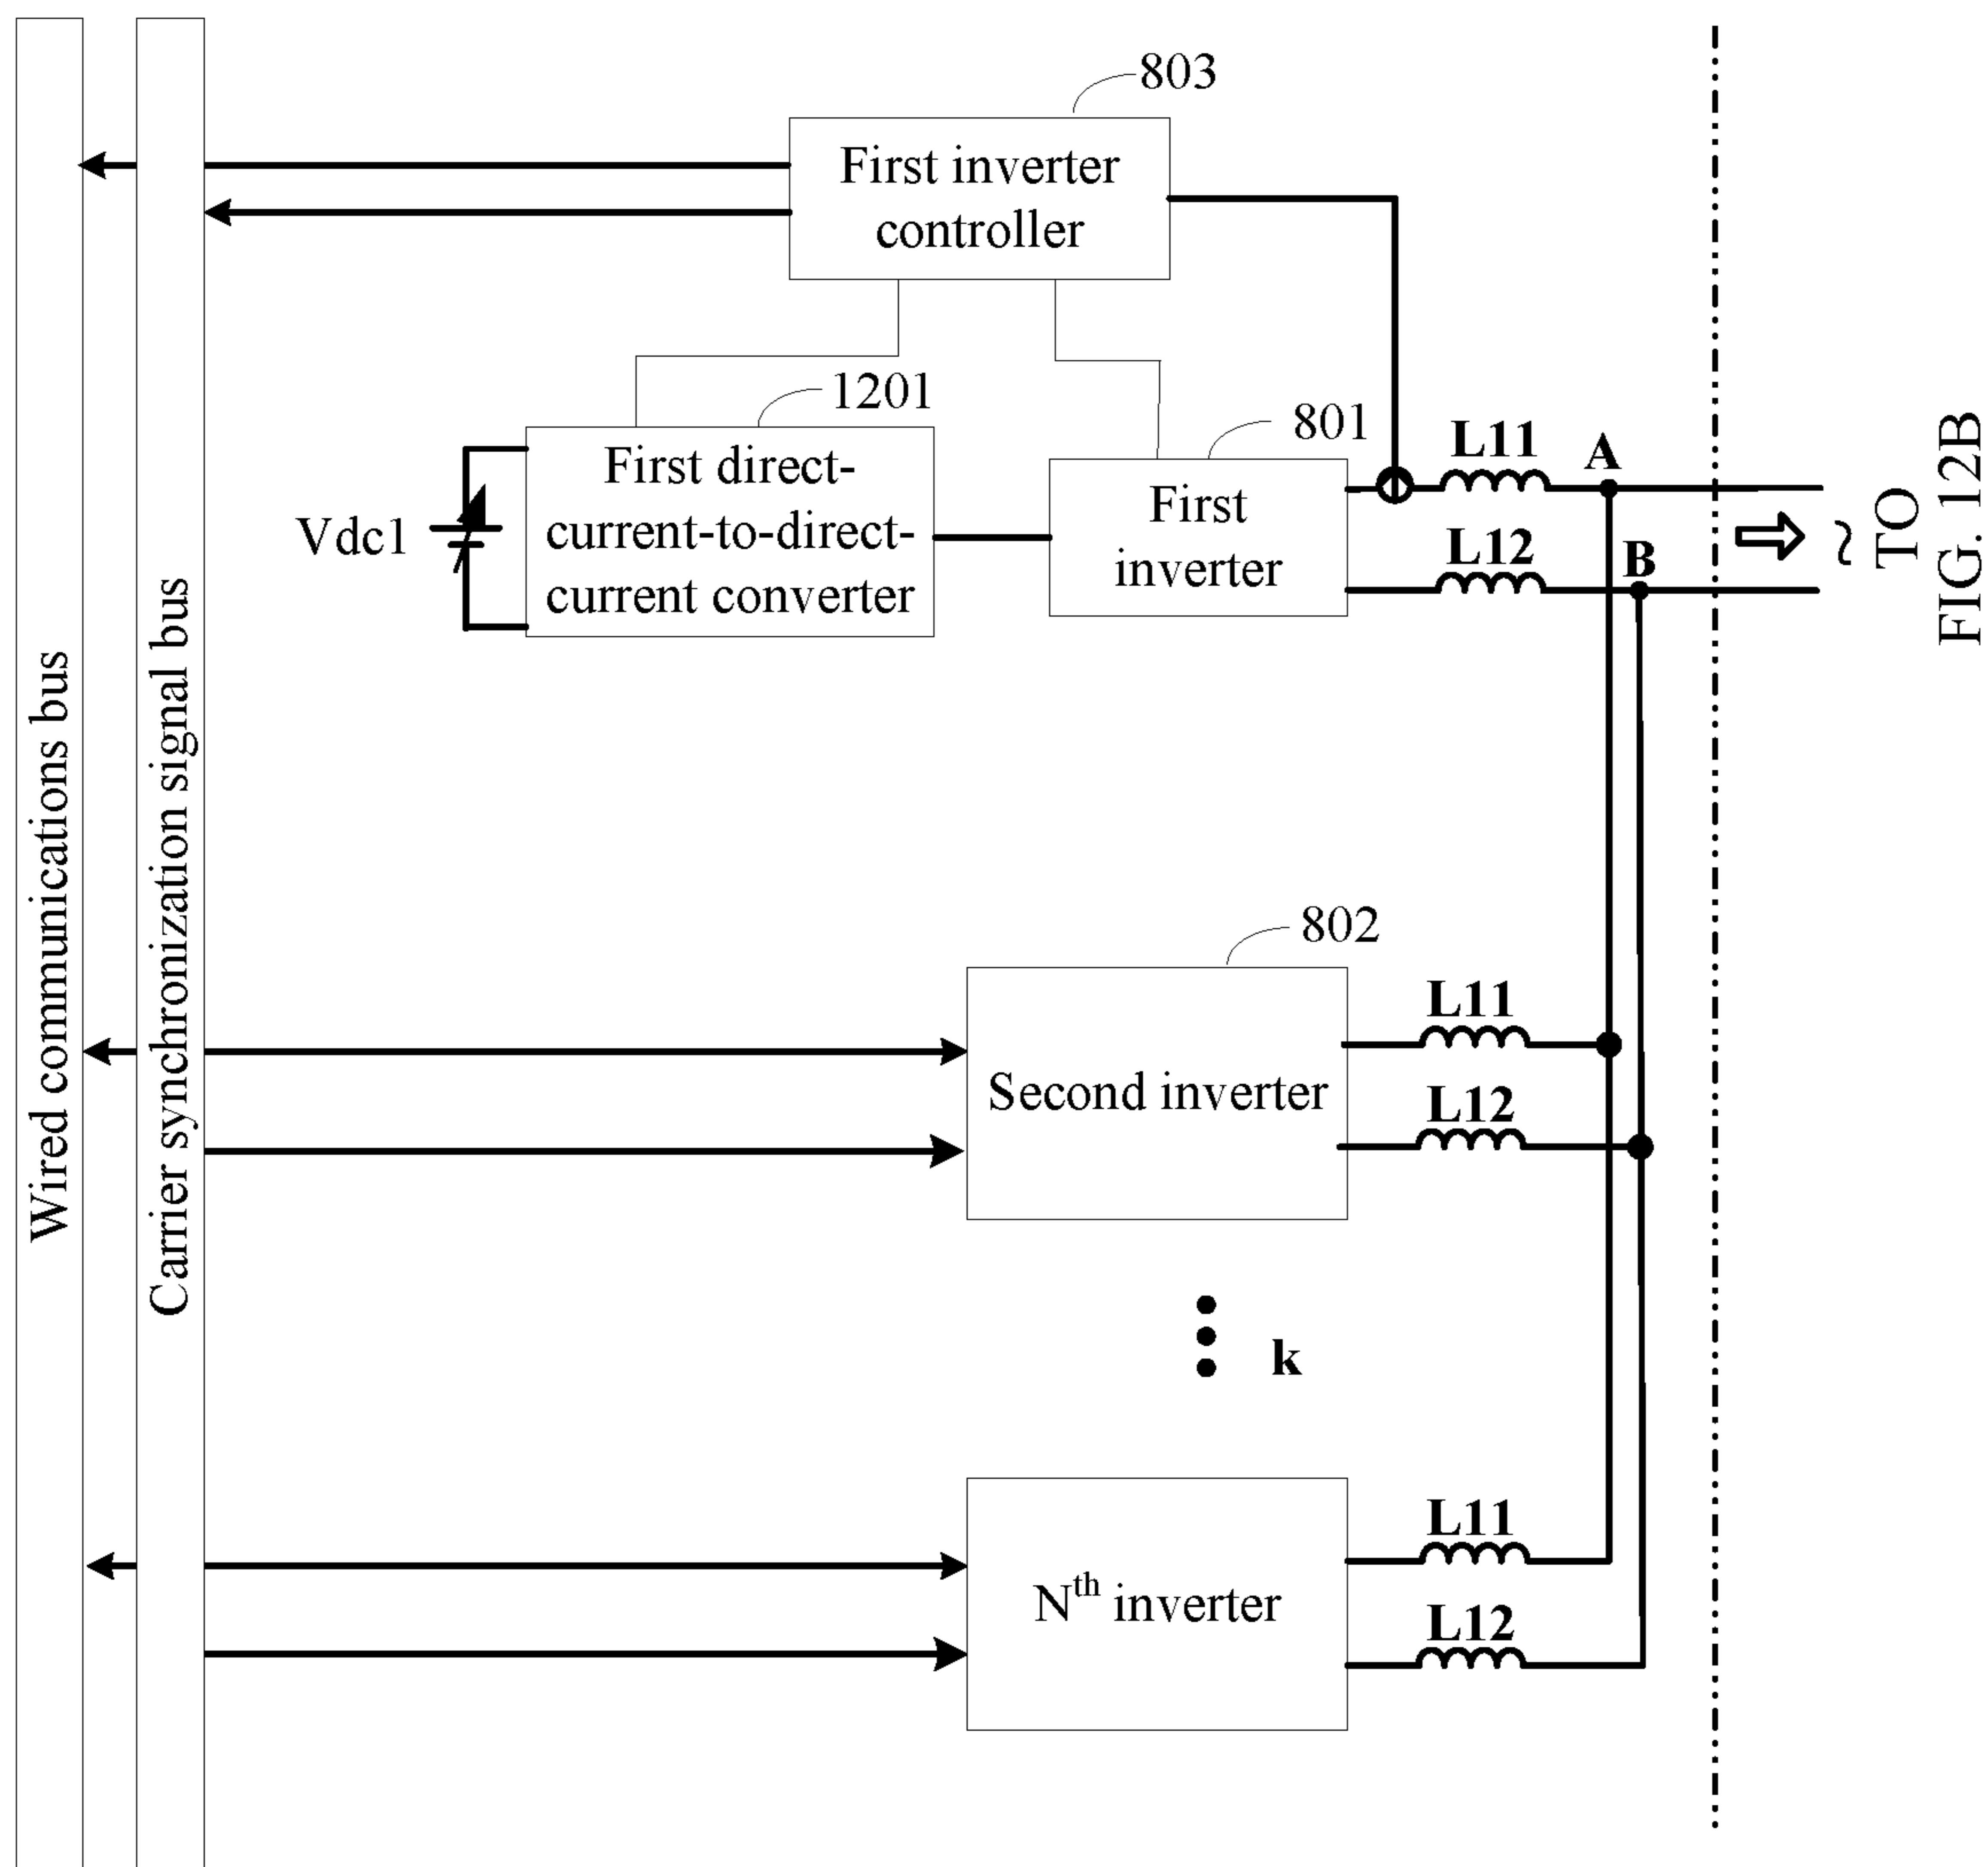 803
First inverter
controller
1201
801
L11
A
First direct-
current-to-direct-
current converter
Vdc1
First
inverter
L12
B
~
TO
FIG. 12B
Wired communications bus
Carrier synchronization signal bus
802
L11
Second inverter
L12
k
L11
Nth inverter
L12